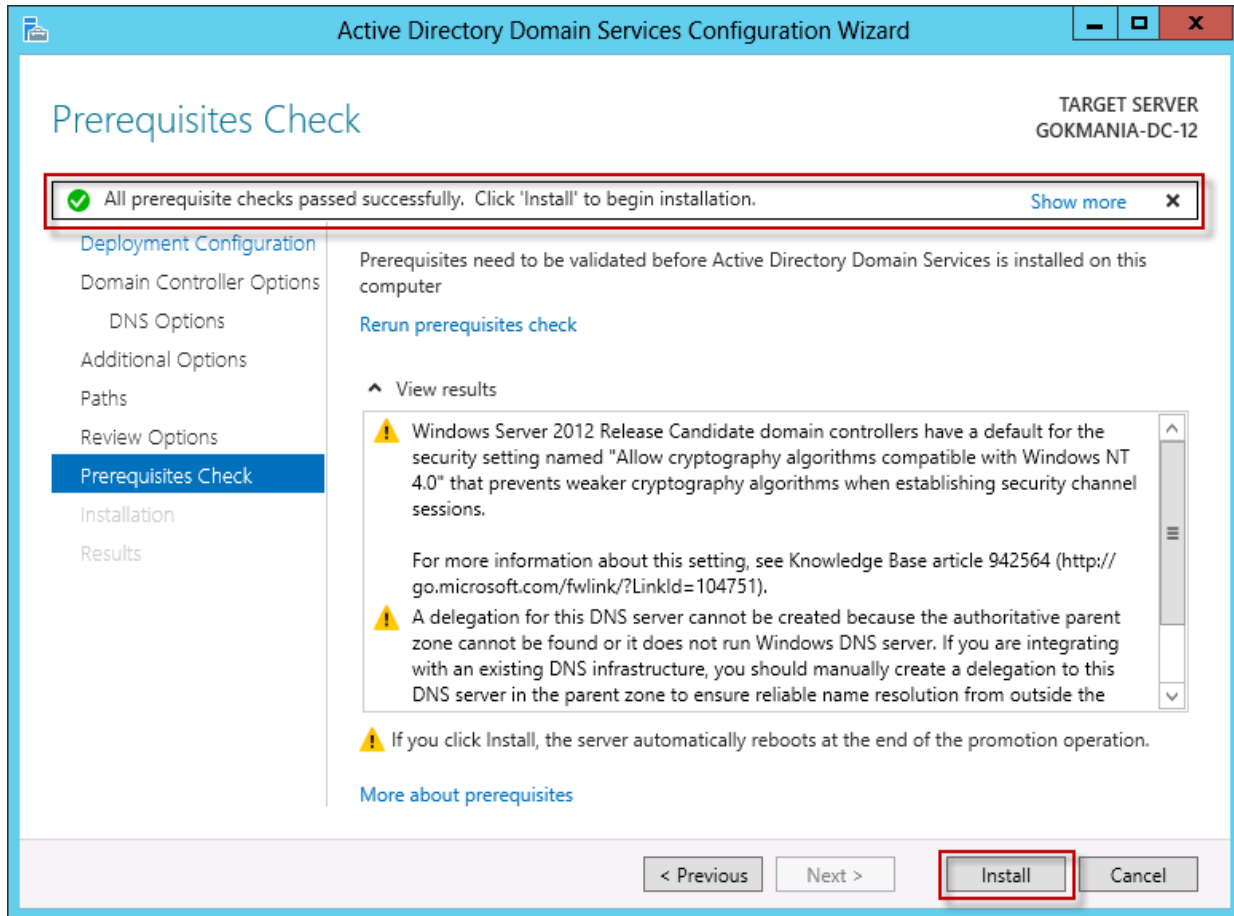 Active Directory Domain Services Configuration Wizard
Prerequisites Check
TARGET SERVER
GOKMANIA-DC-12
All prerequisite checks passed successfully.  Click 'Install' to begin installation.
Show more
Deployment Configuration
Domain Controller Options
DNS Options
Additional Options
Paths
Review Options
Prerequisites Check
Installation
Results
Prerequisites need to be validated before Active Directory Domain Services is installed on this
computer
Rerun prerequisites check
View results
Windows Server 2012 Release Candidate domain controllers have a default for the
security setting named "Allow cryptography algorithms compatible with Windows NT
4.0" that prevents weaker cryptography algorithms when establishing security channel
sessions.
For more information about this setting, see Knowledge Base article 942564 (http://
go.microsoft.com/fwlink/?LinkId=104751).
A delegation for this DNS server cannot be created because the authoritative parent
zone cannot be found or it does not run Windows DNS server. If you are integrating
with an existing DNS infrastructure, you should manually create a delegation to this
DNS server in the parent zone to ensure reliable name resolution from outside the
If you click Install, the server automatically reboots at the end of the promotion operation.
More about prerequisites
< Previous
Next >
Install
Cancel